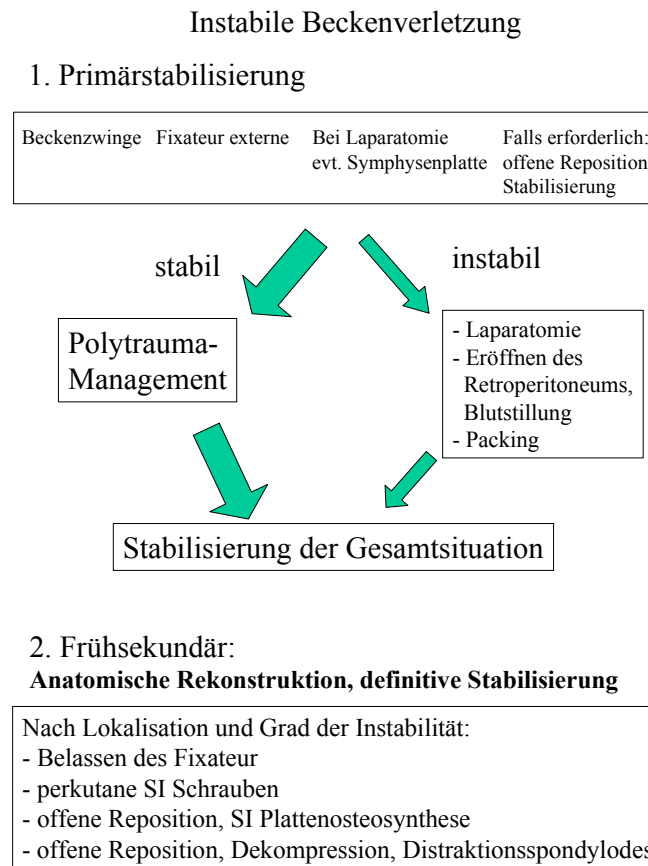 Instabile Beckenverletzung
1. Primärstabilisierung
Beckenzwinge Fixateur externe Bei Laparatomie Falls erforderlich:
evt. Symphysenplatte offene Reposition
Stabilisierung
stabil instabil
Polytrauma-
Management
- Laparatomie
- Eröffnen des
Retroperitoneums,
Blutstillung
- Packing
Stabilisierung der Gesamtsituation
2. Frühsekundär:
Anatomische Rekonstruktion, definitive Stabilisierung
Nach Lokalisation und Grad der Instabilität:
- Belassen des Fixateur
- perkutane SI Schrauben
- offene Reposition, SI Plattenosteosynthese
- offene Reposition, Dekompression, Distraktionsspondylodes